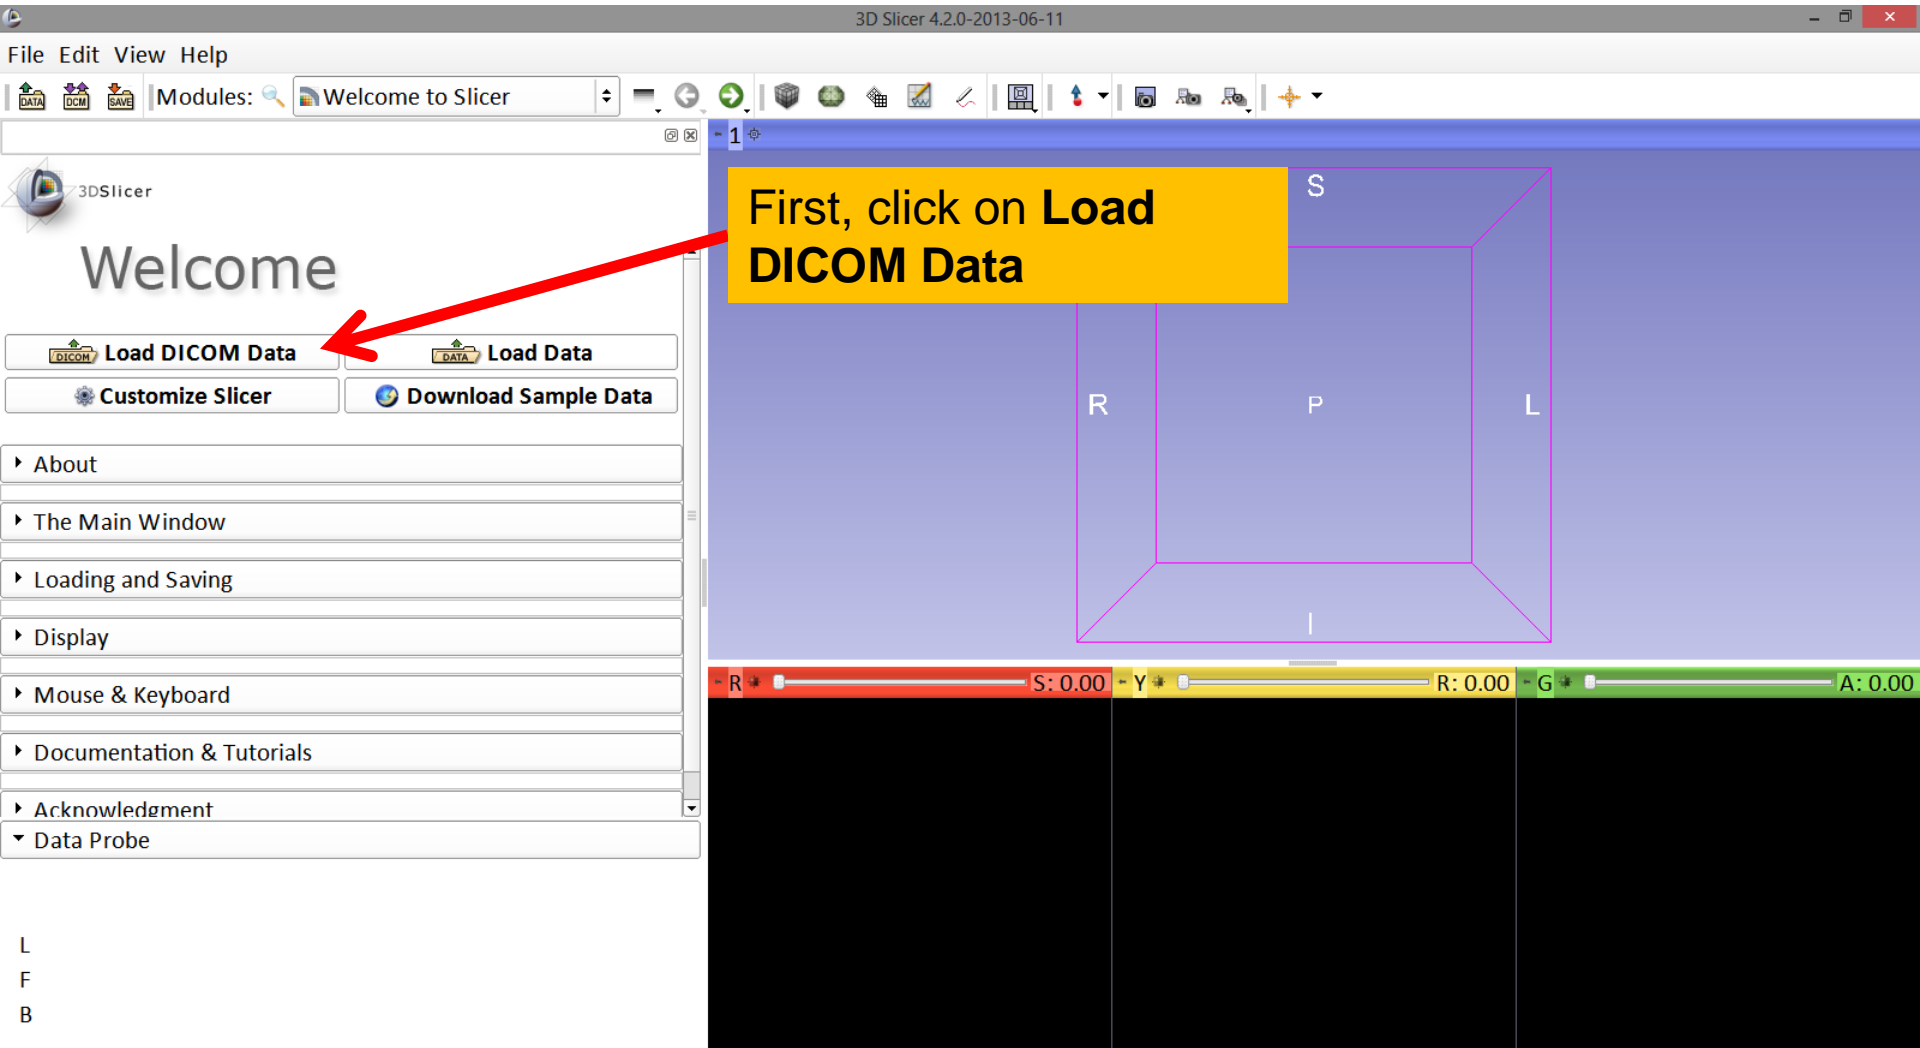 3D Slicer 4.2.0-2013-06-11
File Edit View Help
DATA DCM SAVE Modules: Welcome to Slicer
1
3DSlicer
Welcome
First, click on Load
DICOM Data
DICOM Load DICOM Data DATA Load Data
Customize Slicer Download Sample Data
About
The Main Window
Loading and Saving
Display
Mouse & Keyboard
Documentation & Tutorials
Acknowledgment
Data Probe
L
F
B
S
R P L
I
R S: 0.00 Y R: 0.00 G A: 0.00